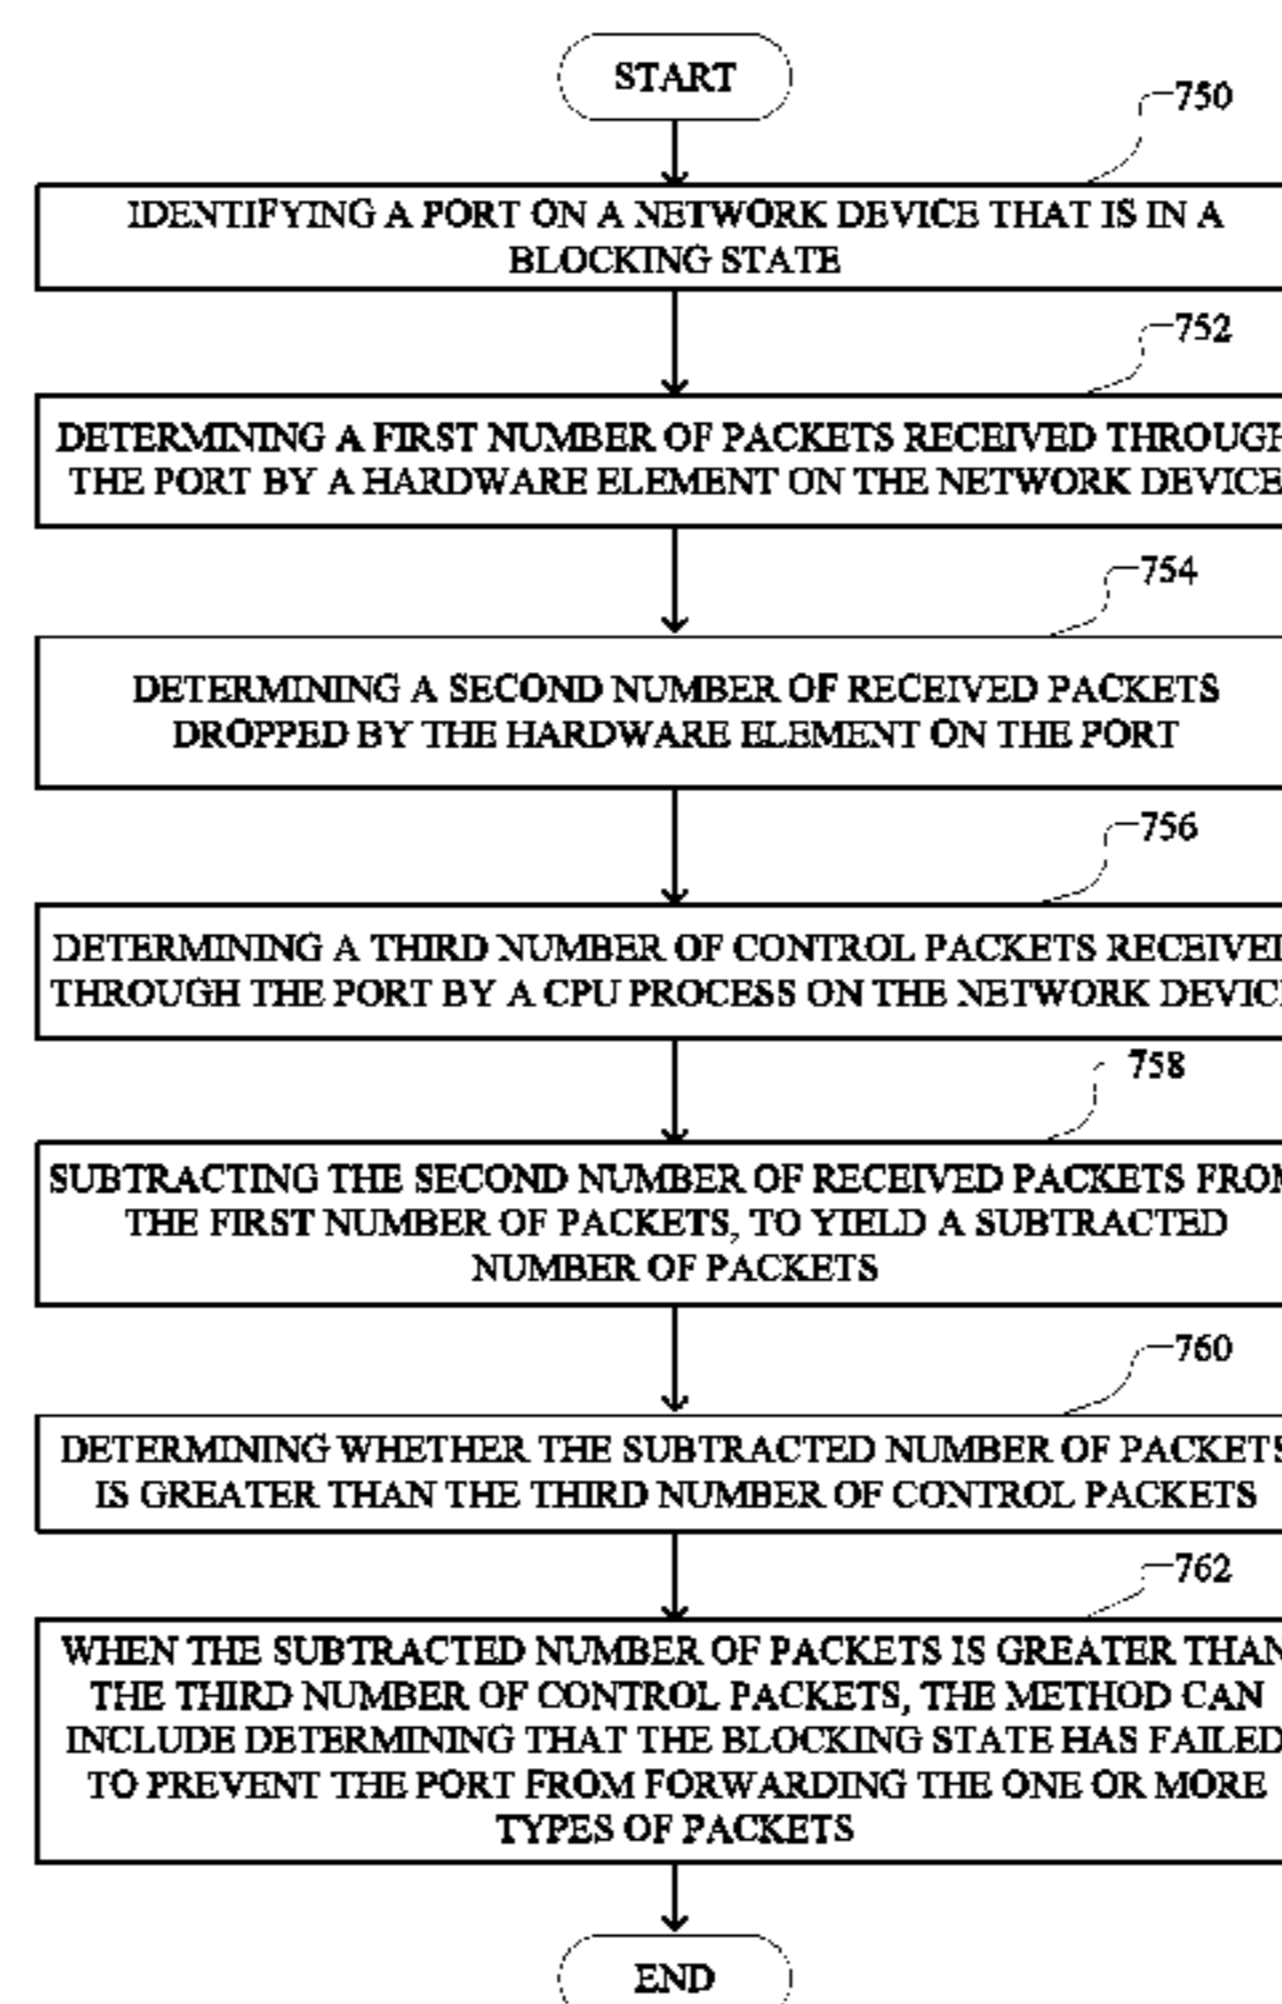 START
750
IDENTIFYING A PORT ON A NETWORK DEVICE THAT IS IN A
BLOCKING STATE
752
DETERMINING A FIRST NUMBER OF PACKETS RECEIVED THROUGH
THE PORT BY A HARDWARE ELEMENT ON THE NETWORK DEVICE
754
DETERMINING A SECOND NUMBER OF RECEIVED PACKETS
DROPPED BY THE HARDWARE ELEMENT ON THE PORT
756
DETERMINING A THIRD NUMBER OF CONTROL PACKETS RECEIVED
THROUGH THE PORT BY A CPU PROCESS ON THE NETWORK DEVICE
758
SUBTRACTING THE SECOND NUMBER OF RECEIVED PACKETS FROM
THE FIRST NUMBER OF PACKETS, TO YIELD A SUBTRACTED
NUMBER OF PACKETS
760
DETERMINING WHETHER THE SUBTRACTED NUMBER OF PACKETS
IS GREATER THAN THE THIRD NUMBER OF CONTROL PACKETS
762
WHEN THE SUBTRACTED NUMBER OF PACKETS IS GREATER THAN
THE THIRD NUMBER OF CONTROL PACKETS, THE METHOD CAN
INCLUDE DETERMINING THAT THE BLOCKING STATE HAS FAILED
TO PREVENT THE PORT FROM FORWARDING THE ONE OR MORE
TYPES OF PACKETS
END